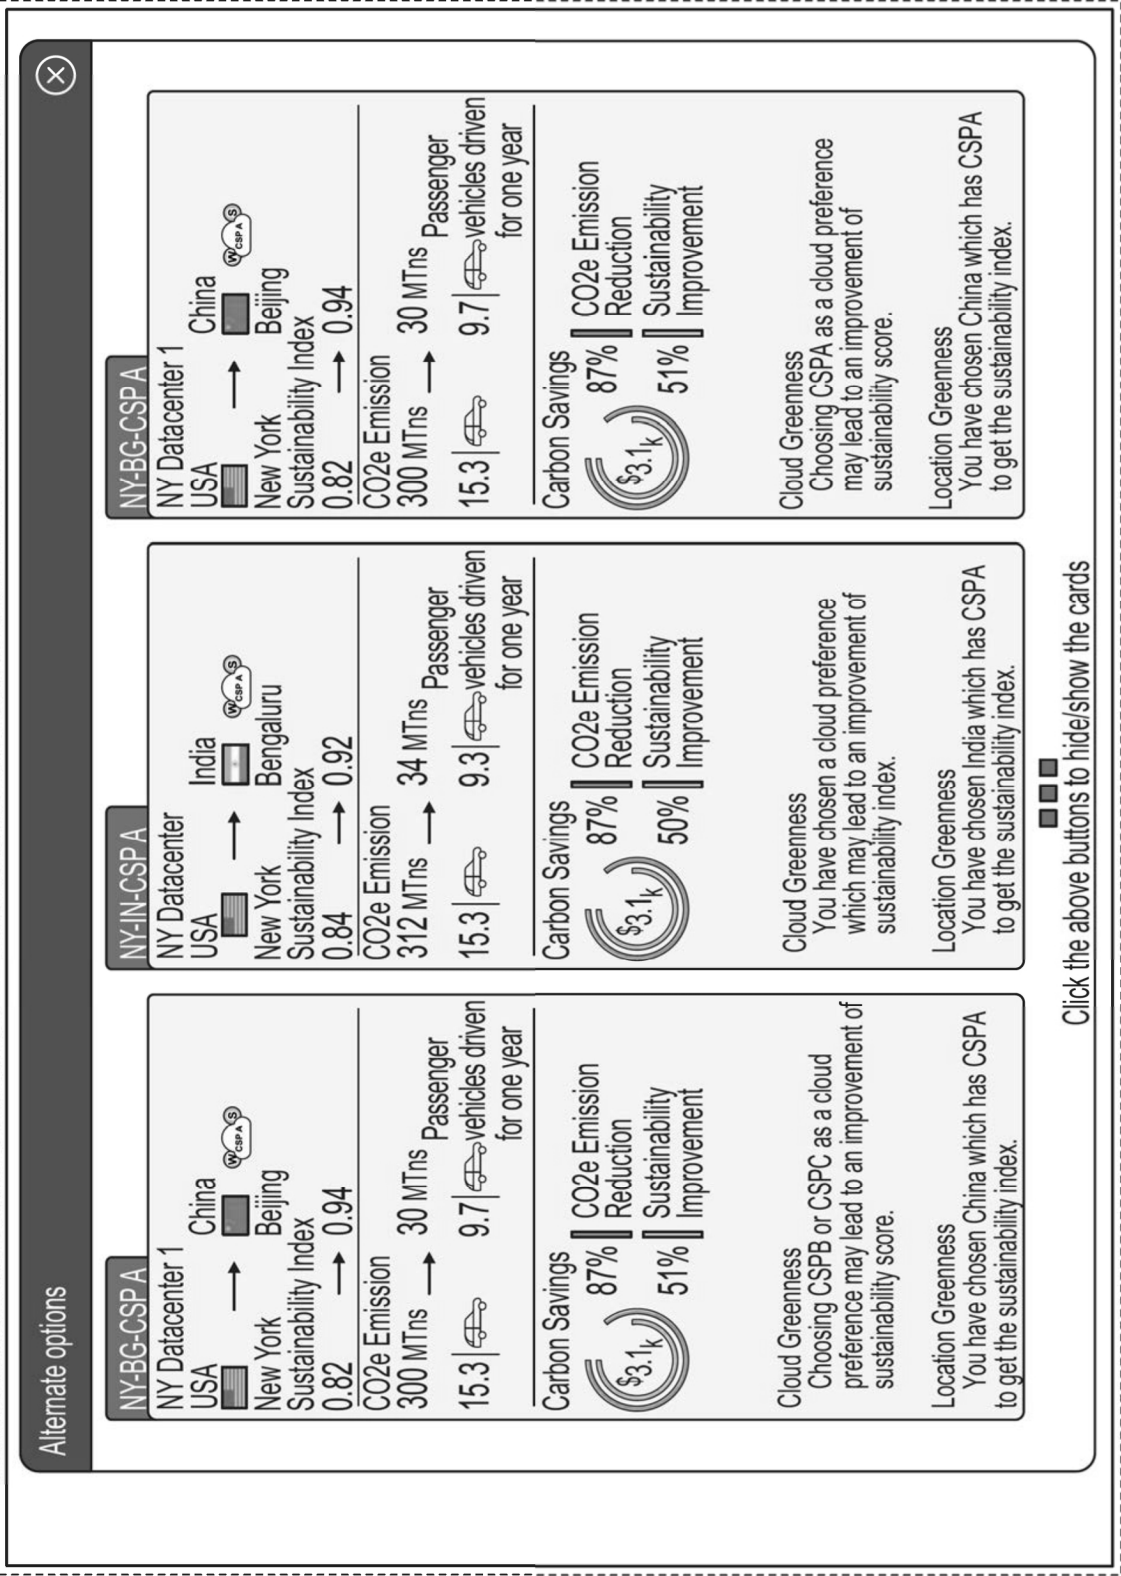 Alternate options
NY-BG-CSP A
NY Datacenter 1
USA China
W CSP A S
New York Beijing
Sustainability Index
0.82 0.94
CO2e Emission
300 MTns 30 MTns
15.3 9.7 Passenger
vehicles driven
for one year
Carbon Savings
$3.1k
87% CO2e Emission
Reduction
51% Sustainability
Improvement
Cloud Greenness
Choosing CSPB or CSPC as a cloud
preference may lead to an improvement of
sustainability score.
Location Greenness
You have chosen China which has CSPA
to get the sustainability index.
NY-IN-CSP A
NY Datacenter
USA India
W CSP A S
New York Bengaluru
Sustainability Index
0.84 0.92
CO2e Emission
312 MTns 34 MTns
15.3 9.3 Passenger
vehicles driven
for one year
Carbon Savings
$3.1k
87% CO2e Emission
Reduction
50% Sustainability
Improvement
Cloud Greenness
You have chosen a cloud preference
which may lead to an improvement of
sustainability index.
Location Greenness
You have chosen India which has CSPA
to get the sustainability index.
NY-BG-CSP A
NY Datacenter 1
USA China
W CSP A S
New York Beijing
Sustainability Index
0.82 0.94
CO2e Emission
300 MTns 30 MTns
15.3 9.7 Passenger
vehicles driven
for one year
Carbon Savings
$3.1k
87% CO2e Emission
Reduction
51% Sustainability
Improvement
Cloud Greenness
Choosing CSPA as a cloud preference
may lead to an improvement of
sustainability score.
Location Greenness
You have chosen China which has CSPA
to get the sustainability index.
Click the above buttons to hide/show the cards